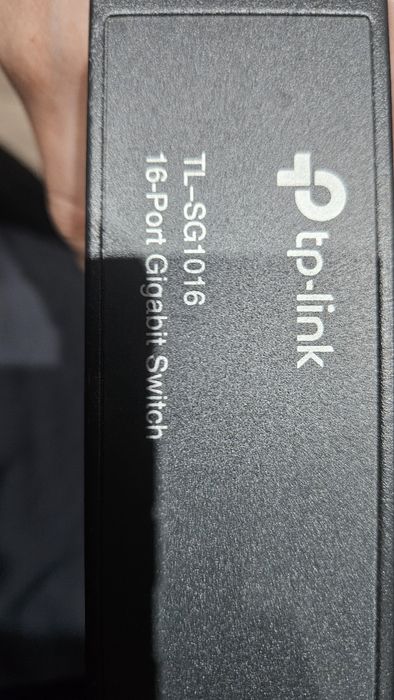 tp-link
TL-SG1016
16-Port Gigabit Switch